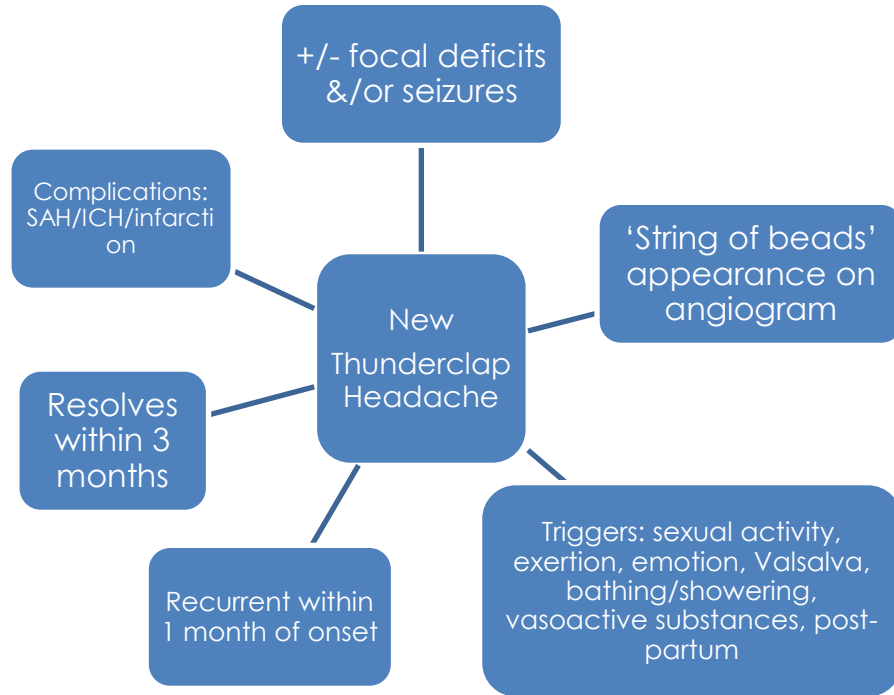 +/- focal deficits
&/or seizures
Complications:
SAH/ICH/infarcti
on
‘String of beads’
appearance on
angiogram
New
Thunderclap
Headache
Resolves
within 3
months
Triggers: sexual activity,
exertion, emotion, Valsalva,
bathing/showering,
vasoactive substances, post-
partum
Recurrent within
1 month of onset